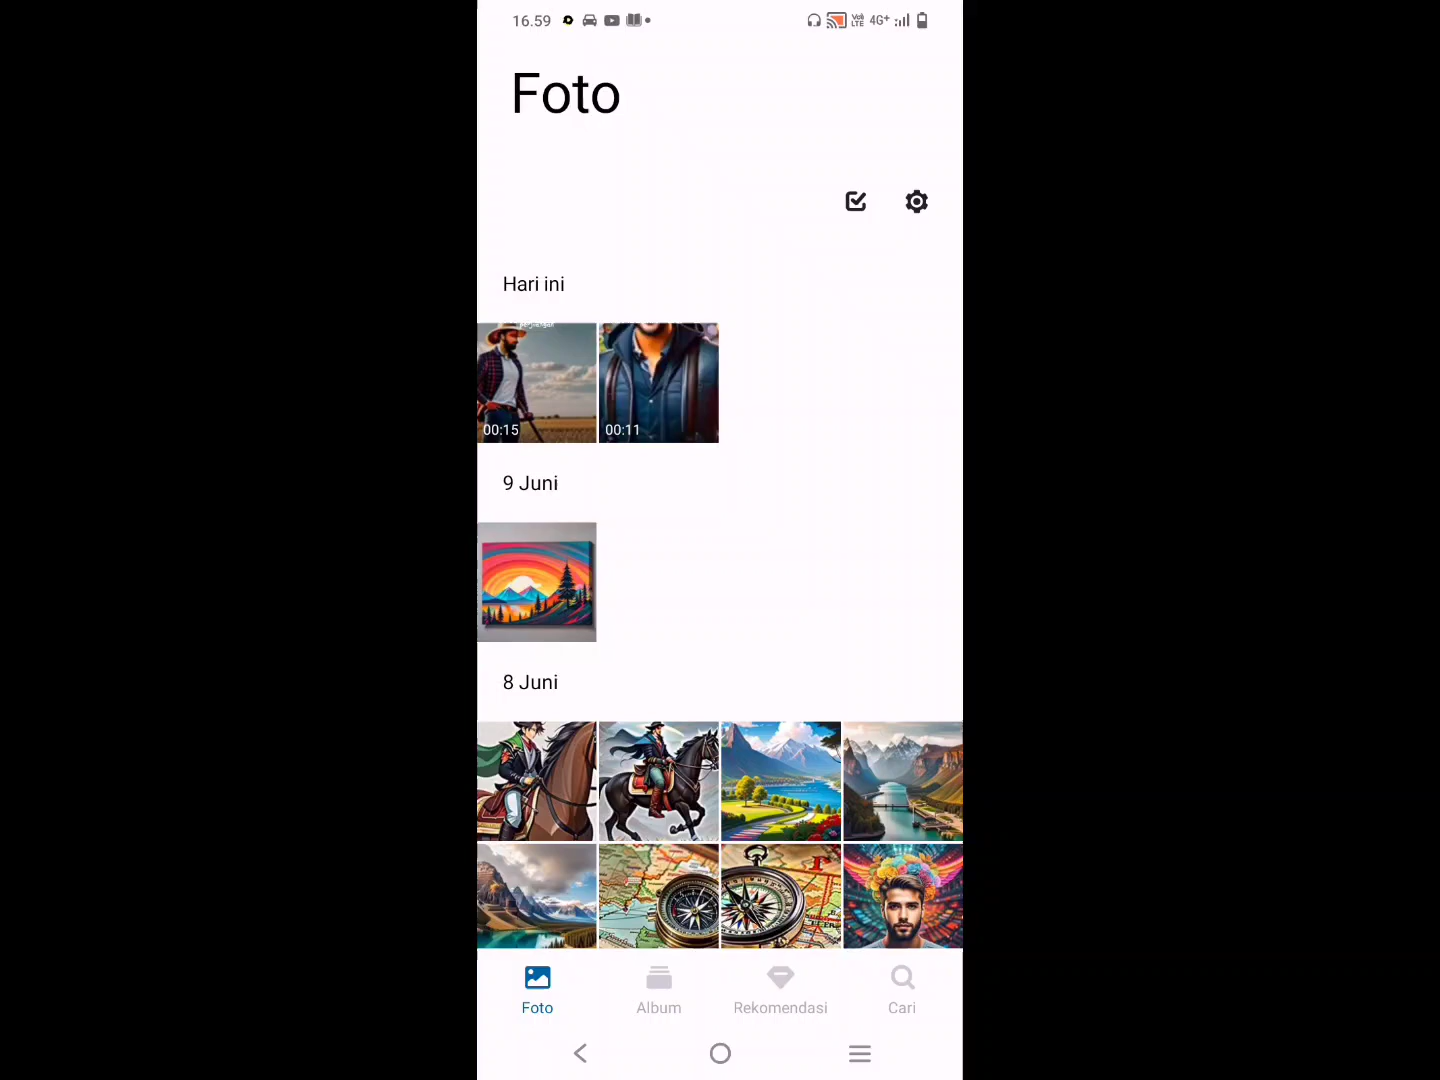 16.59
4G+
Foto
Hari ini
00:15
00:11
9 Juni
8 Juni
Foto
Album
Rekomendasi
Cari